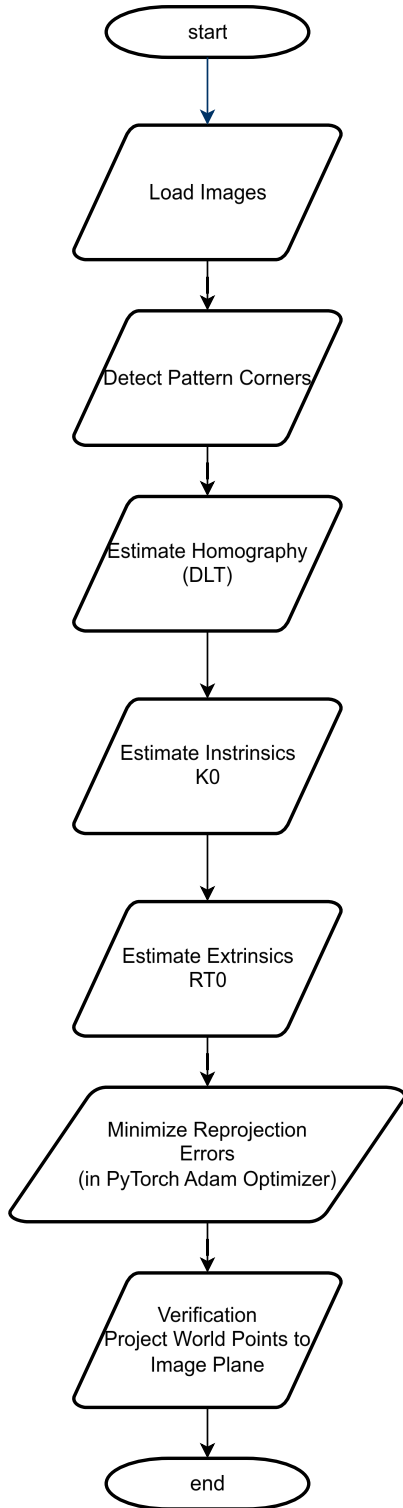 start
Load Images
Detect Pattern Corners
Estimate Homography
(DLT)
Estimate Instrinsics
K0
Estimate Extrinsics
RT0
Minimize Reprojection
Errors
(in PyTorch Adam Optimizer)
Verification
Project World Points to
Image Plane
end